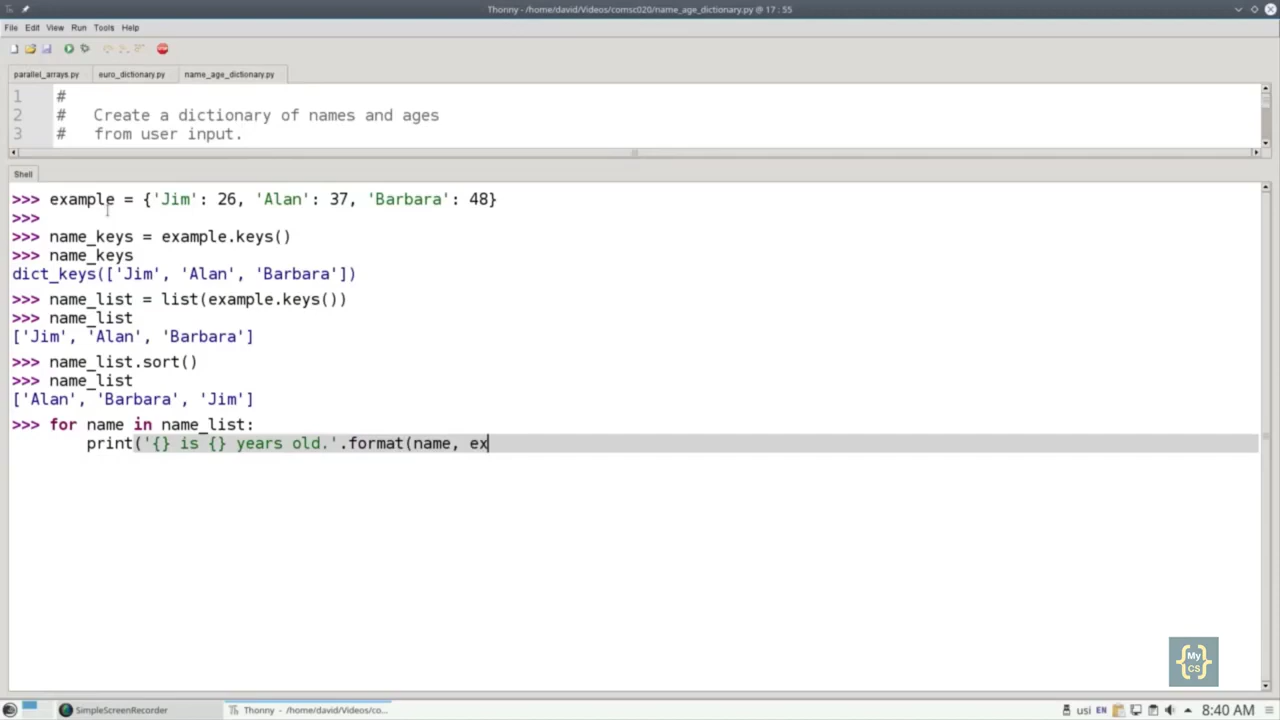 Thonny - /home/david/Videos/comsc020/name_age_dictionary.py @ 17 : 55
File Edit View Run Tools Help
parallel_arrays.py euro_dictionary.py name_age_dictionary.py
1 #
2 # Create a dictionary of names and ages
3 # from user input.
Shell
>>> example = {'Jim': 26, 'Alan': 37, 'Barbara': 48}
>>>
>>> name_keys = example.keys()
>>> name_keys
dict_keys(['Jim', 'Alan', 'Barbara'])
>>> name_list = list(example.keys())
>>> name_list
['Jim', 'Alan', 'Barbara']
>>> name_list.sort()
>>> name_list
['Alan', 'Barbara', 'Jim']
>>> for name in name_list:
print('{} is {} years old.'.format(name, ex
{My CS}
SimpleScreenRecorder Thonny - /home/david/Videos/co... usi EN 8:40 AM